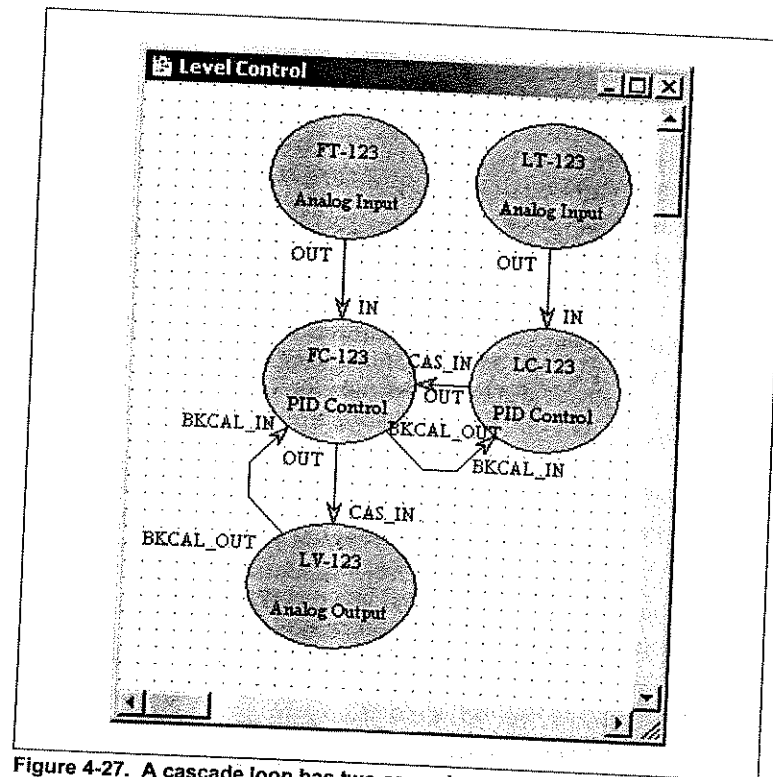 Level Control
FT-123
Analog Input
LT-123
Analog Input
OUT
OUT
IN
IN
FC-123
PID Control
CAS_IN
OUT
LC-123
PID Control
BKCAL_IN
OUT
BKCAL_OUT
BKCAL_IN
CAS_IN
BKCAL_OUT
LV-123
Analog Output
Figure 4-27. A cascade loop has two